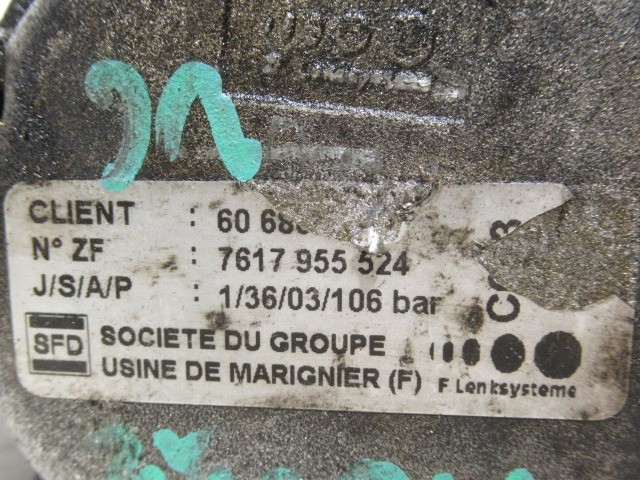 CLIENT : 60
N° ZF : 7617 955 524
J/S/A/P : 1/36/03/106 bar
SFD SOCIETE DU GROUPE
USINE DE MARIGNIER (F) F Lenksysteme